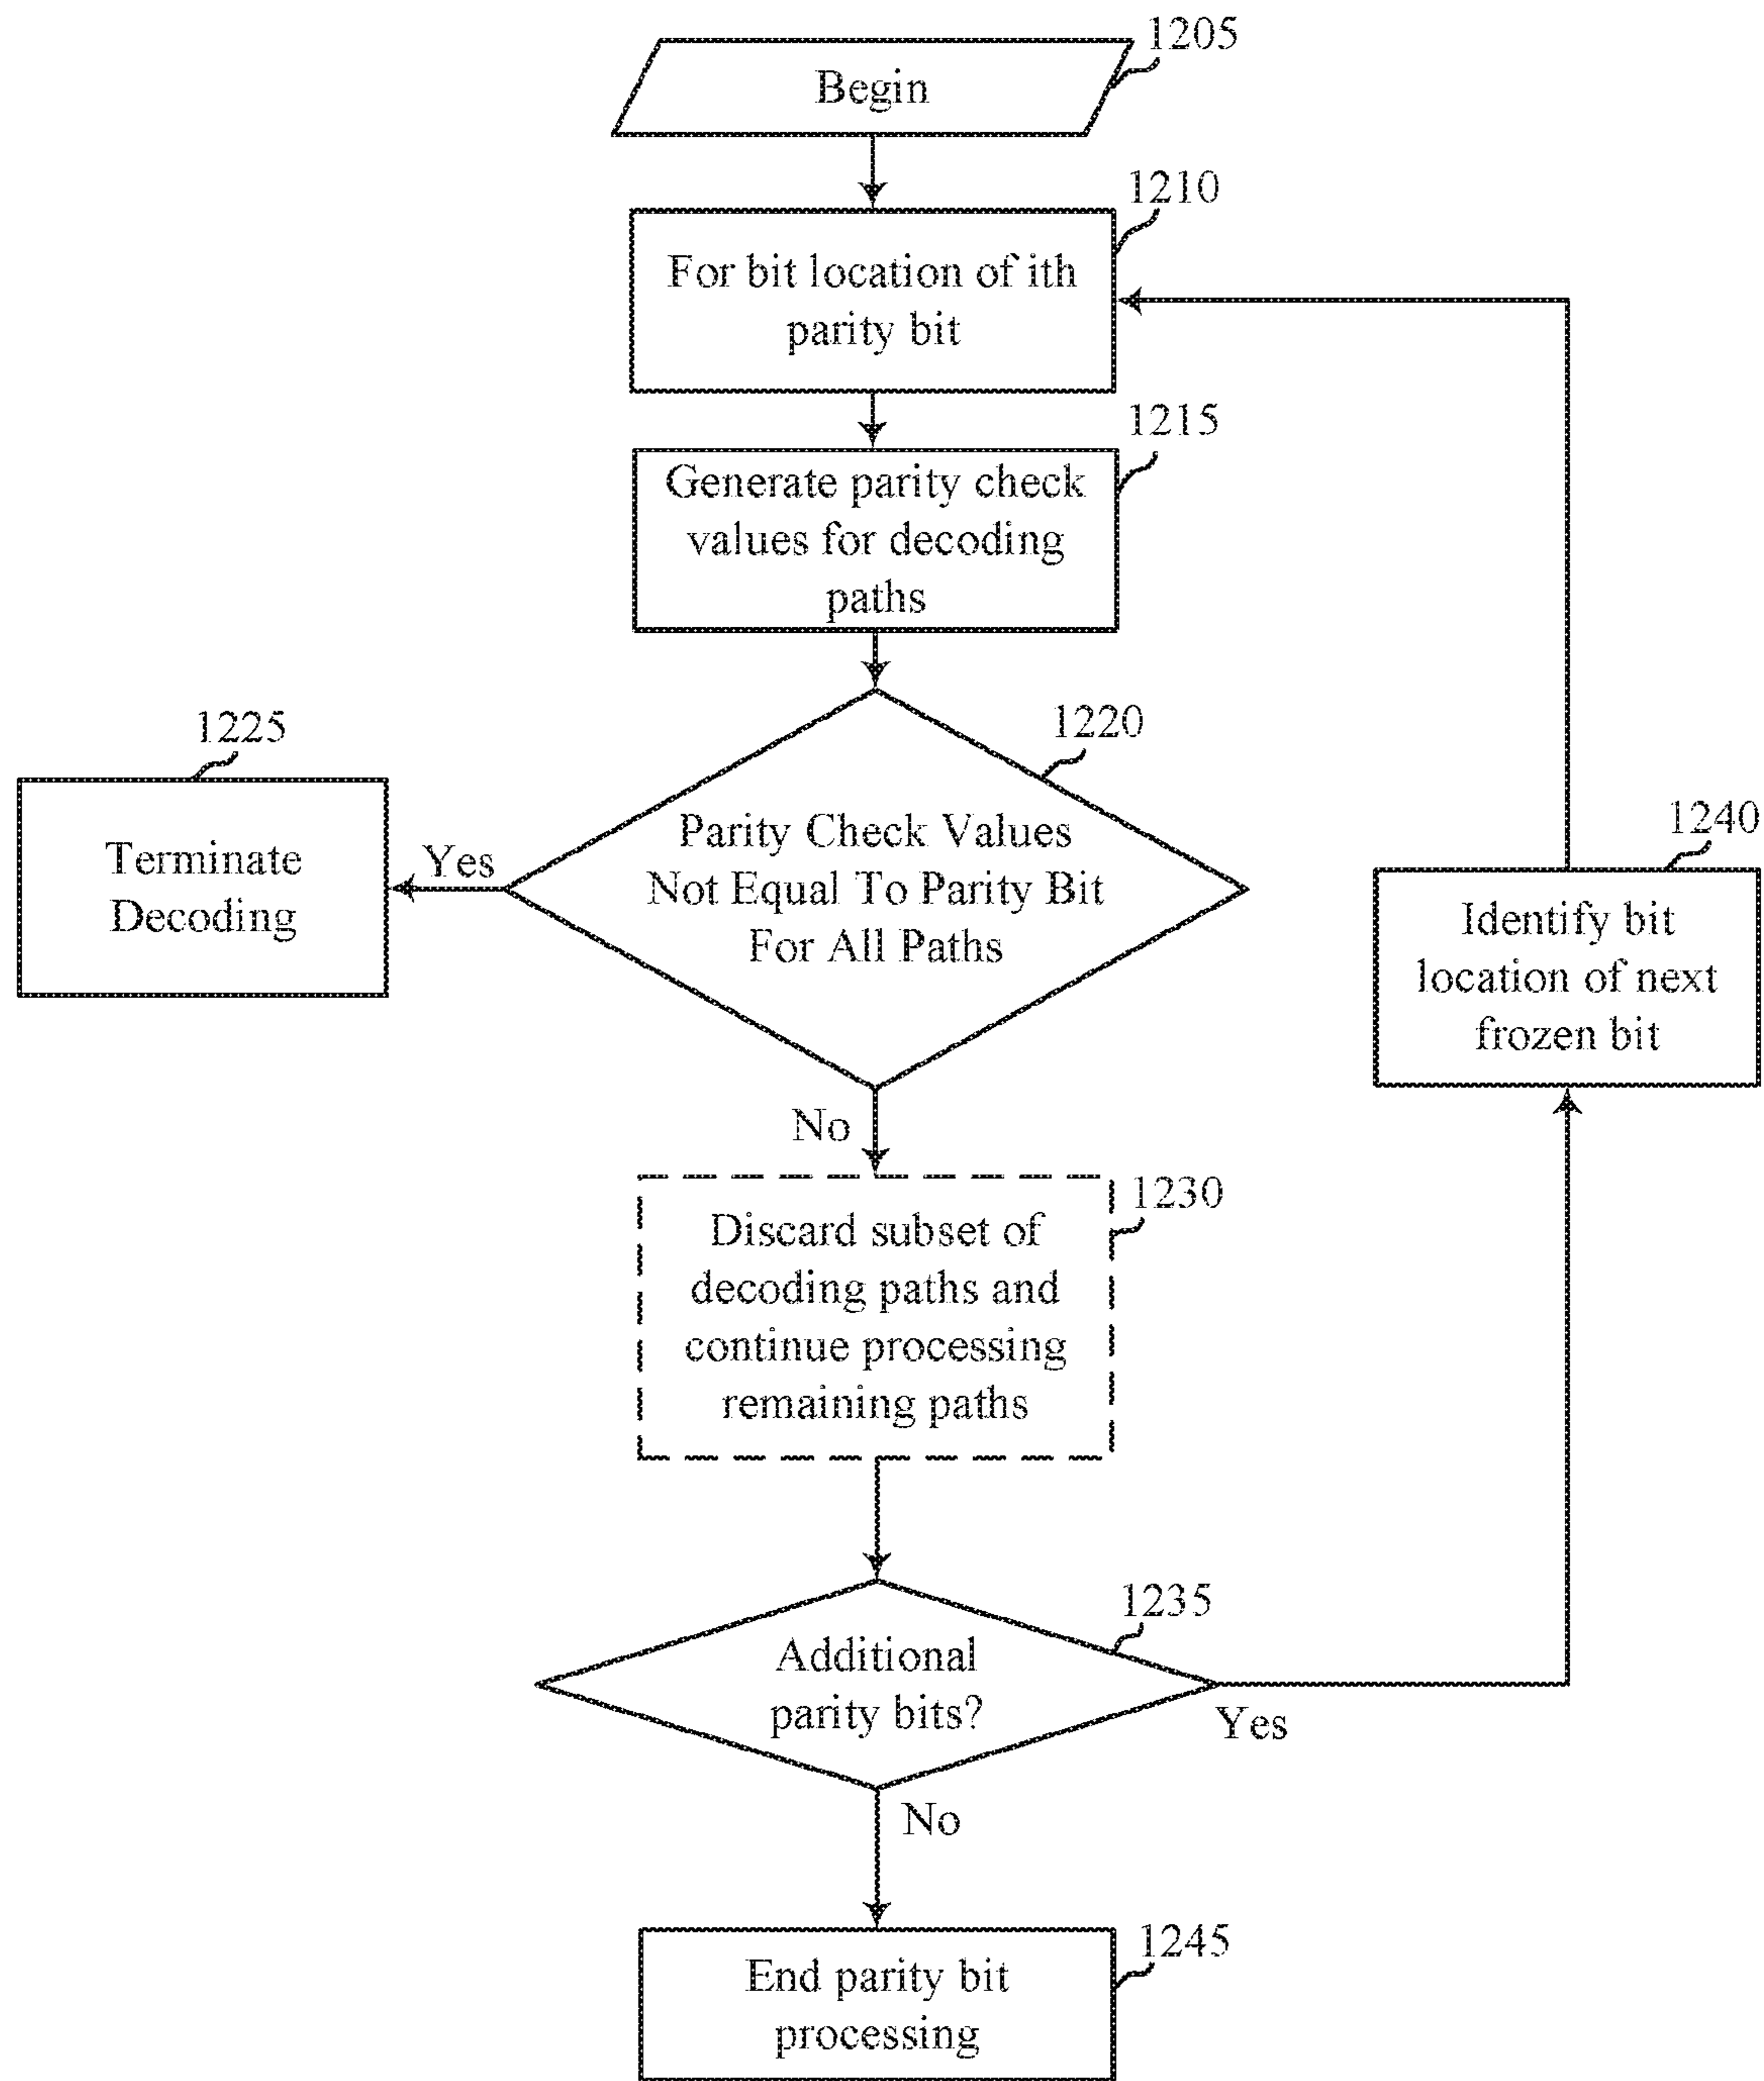 1205
Begin
1210
For bit location of ith
parity bit
1215
Generate parity check
values for decoding
paths
1220
Parity Check Values
Not Equal To Parity Bit
For All Paths
Yes
1225
Terminate
Decoding
No
1230
Discard subset of
decoding paths and
continue processing
remaining paths
1235
Additional
parity bits?
Yes
1240
Identify bit
location of next
frozen bit
No
1245
End parity bit
processing